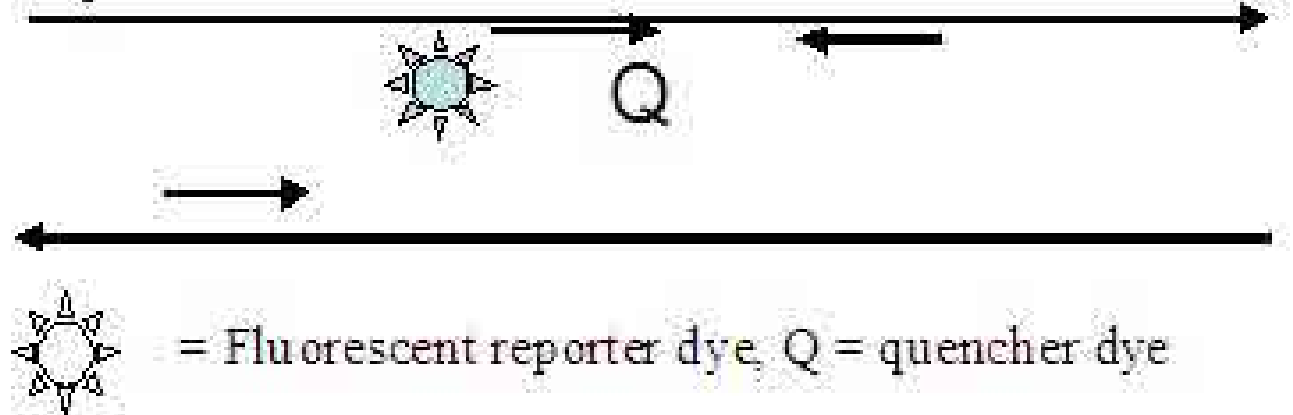 Q
= Fluorescent reporter dye, Q = quencher dye